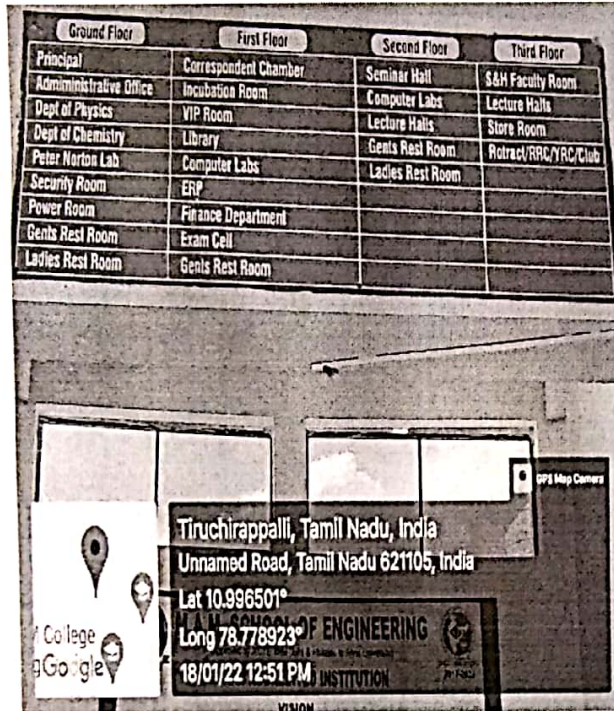 Ground Floor First Floor Second Floor Third Floor
Principal Correspondent Chamber Seminar Hall S&H Faculty Room
Admiministrative Office Incubation Room Computer Labs Lecture Halls
Dept of Physics VIP Room Lecture Halls Store Room
Dept of Chemistry Library Gents Rest Room Rotract/RRC/YRC/Club
Peter Norton Lab Computer Labs Ladies Rest Room
Security Room ERP
Power Room Finance Department
Gents Rest Room Exam Cell
Ladies Rest Room Gents Rest Room
GPS Map Camera
Tiruchirappalli, Tamil Nadu, India
Unnamed Road, Tamil Nadu 621105, India
Lat 10.996501°
Long 78.778923°
18/01/22 12:51 PM
College
Google
SCHOOL OF ENGINEERING
INSTITUTION
VISION